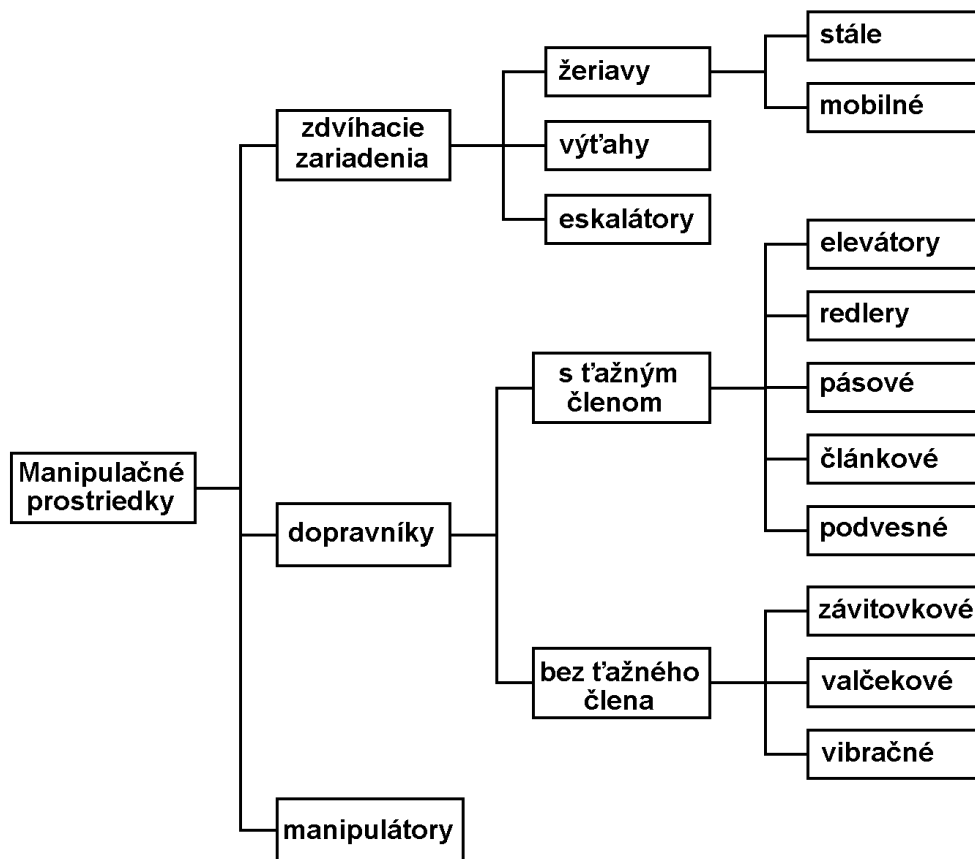 Manipulačné
prostriedky
zdvíhacie
zariadenia
žeriavy
stále
mobilné
výťahy
eskalátory
dopravníky
s ťažným
členom
elevátory
redlery
pásové
článkové
podvesné
bez ťažného
člena
závitovkové
valčekové
vibračné
manipulátory